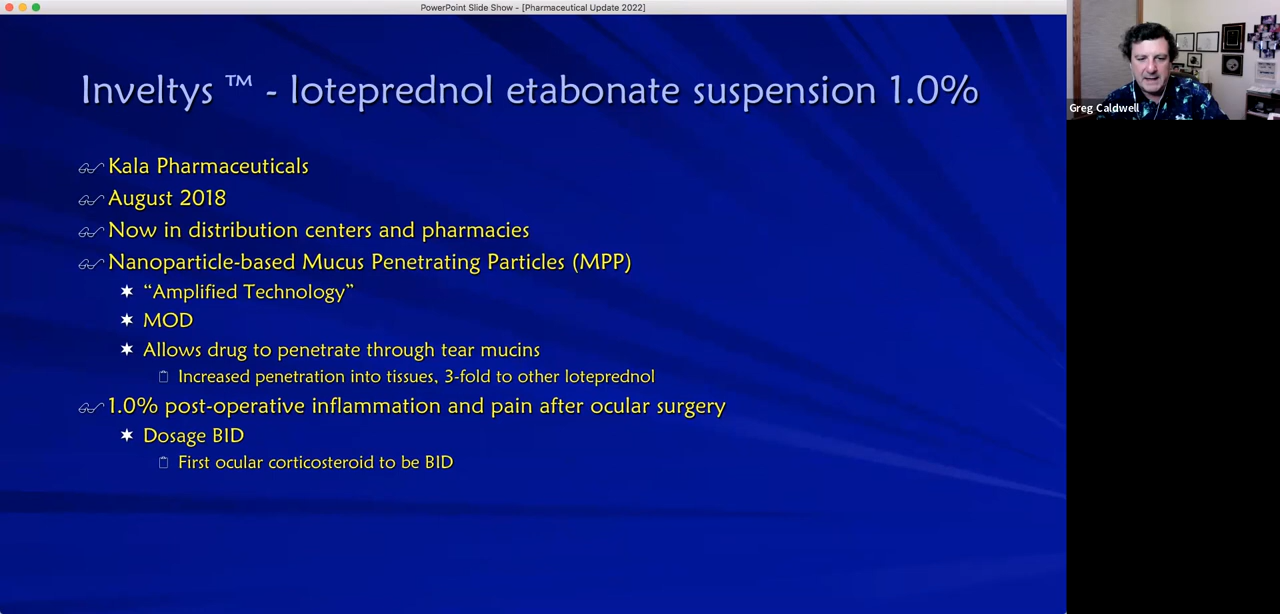 PowerPoint Slide Show - [Pharmaceutical Update 2022]
Inveltys ™ - loteprednol etabonate suspension 1.0%
Kala Pharmaceuticals
August 2018
Now in distribution centers and pharmacies
Nanoparticle-based Mucus Penetrating Particles (MPP)
“Amplified Technology”
MOD
Allows drug to penetrate through tear mucins
Increased penetration into tissues, 3-fold to other loteprednol
1.0% post-operative inflammation and pain after ocular surgery
Dosage BID
First ocular corticosteroid to be BID
Greg Caldwell